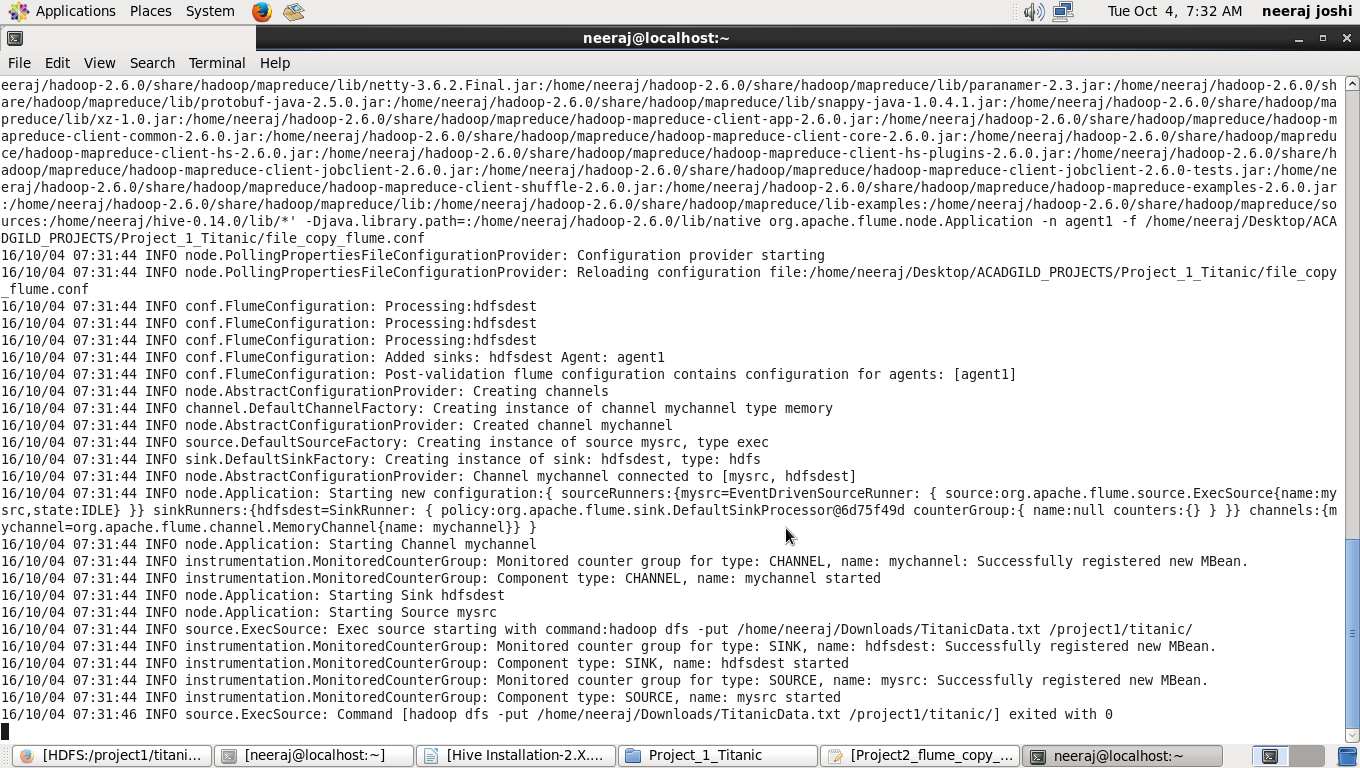 Applications Places System Tue Oct 4, 7:32 AM neeraj joshi
neeraj@localhost:~
File Edit View Search Terminal Help
eeraj/hadoop-2.6.0/share/hadoop/mapreduce/lib/netty-3.6.2.Final.jar:/home/neeraj/hadoop-2.6.0/share/hadoop/mapreduce/lib/paranamer-2.3.jar:/home/neeraj/hadoop-2.6.0/sh
are/hadoop/mapreduce/lib/protobuf-java-2.5.0.jar:/home/neeraj/hadoop-2.6.0/share/hadoop/mapreduce/lib/snappy-java-1.0.4.1.jar:/home/neeraj/hadoop-2.6.0/share/hadoop/ma
preduce/lib/xz-1.0.jar:/home/neeraj/hadoop-2.6.0/share/hadoop/mapreduce/hadoop-mapreduce-client-app-2.6.0.jar:/home/neeraj/hadoop-2.6.0/share/hadoop/mapreduce/hadoop-m
apreduce-client-common-2.6.0.jar:/home/neeraj/hadoop-2.6.0/share/hadoop/mapreduce/hadoop-mapreduce-client-core-2.6.0.jar:/home/neeraj/hadoop-2.6.0/share/hadoop/mapredu
ce/hadoop-mapreduce-client-hs-2.6.0.jar:/home/neeraj/hadoop-2.6.0/share/hadoop/mapreduce/hadoop-mapreduce-client-hs-plugins-2.6.0.jar:/home/neeraj/hadoop-2.6.0/share/h
adoop/mapreduce/hadoop-mapreduce-client-jobclient-2.6.0.jar:/home/neeraj/hadoop-2.6.0/share/hadoop/mapreduce/hadoop-mapreduce-client-jobclient-2.6.0-tests.jar:/home/ne
eraj/hadoop-2.6.0/share/hadoop/mapreduce/hadoop-mapreduce-client-shuffle-2.6.0.jar:/home/neeraj/hadoop-2.6.0/share/hadoop/mapreduce/hadoop-mapreduce-examples-2.6.0.jar
:/home/neeraj/hadoop-2.6.0/share/hadoop/mapreduce/lib:/home/neeraj/hadoop-2.6.0/share/hadoop/mapreduce/lib-examples:/home/neeraj/hadoop-2.6.0/share/hadoop/mapreduce/so
urces:/home/neeraj/hive-0.14.0/lib/*' -Djava.library.path=:/home/neeraj/hadoop-2.6.0/lib/native org.apache.flume.node.Application -n agent1 -f /home/neeraj/Desktop/ACA
DGILD_PROJECTS/Project_1_Titanic/file_copy_flume.conf
16/10/04 07:31:44 INFO node.PollingPropertiesFileConfigurationProvider: Configuration provider starting
16/10/04 07:31:44 INFO node.PollingPropertiesFileConfigurationProvider: Reloading configuration file:/home/neeraj/Desktop/ACADGILD_PROJECTS/Project_1_Titanic/file_copy
_flume.conf
16/10/04 07:31:44 INFO conf.FlumeConfiguration: Processing:hdfsdest
16/10/04 07:31:44 INFO conf.FlumeConfiguration: Processing:hdfsdest
16/10/04 07:31:44 INFO conf.FlumeConfiguration: Processing:hdfsdest
16/10/04 07:31:44 INFO conf.FlumeConfiguration: Added sinks: hdfsdest Agent: agent1
16/10/04 07:31:44 INFO conf.FlumeConfiguration: Post-validation flume configuration contains configuration for agents: [agent1]
16/10/04 07:31:44 INFO node.AbstractConfigurationProvider: Creating channels
16/10/04 07:31:44 INFO channel.DefaultChannelFactory: Creating instance of channel mychannel type memory
16/10/04 07:31:44 INFO node.AbstractConfigurationProvider: Created channel mychannel
16/10/04 07:31:44 INFO source.DefaultSourceFactory: Creating instance of source mysrc, type exec
16/10/04 07:31:44 INFO sink.DefaultSinkFactory: Creating instance of sink: hdfsdest, type: hdfs
16/10/04 07:31:44 INFO node.AbstractConfigurationProvider: Channel mychannel connected to [mysrc, hdfsdest]
16/10/04 07:31:44 INFO node.Application: Starting new configuration:{ sourceRunners:{mysrc=EventDrivenSourceRunner: { source:org.apache.flume.source.ExecSource{name:my
src,state:IDLE} }} sinkRunners:{hdfsdest=SinkRunner: { policy:org.apache.flume.sink.DefaultSinkProcessor@6d75f49d counterGroup:{ name:null counters:{} } }} channels:{m
ychannel=org.apache.flume.channel.MemoryChannel{name: mychannel}} }
16/10/04 07:31:44 INFO node.Application: Starting Channel mychannel
16/10/04 07:31:44 INFO instrumentation.MonitoredCounterGroup: Monitored counter group for type: CHANNEL, name: mychannel: Successfully registered new MBean.
16/10/04 07:31:44 INFO instrumentation.MonitoredCounterGroup: Component type: CHANNEL, name: mychannel started
16/10/04 07:31:44 INFO node.Application: Starting Sink hdfsdest
16/10/04 07:31:44 INFO node.Application: Starting Source mysrc
16/10/04 07:31:44 INFO source.ExecSource: Exec source starting with command:hadoop dfs -put /home/neeraj/Downloads/TitanicData.txt /project1/titanic/
16/10/04 07:31:44 INFO instrumentation.MonitoredCounterGroup: Monitored counter group for type: SINK, name: hdfsdest: Successfully registered new MBean.
16/10/04 07:31:44 INFO instrumentation.MonitoredCounterGroup: Component type: SINK, name: hdfsdest started
16/10/04 07:31:44 INFO instrumentation.MonitoredCounterGroup: Monitored counter group for type: SOURCE, name: mysrc: Successfully registered new MBean.
16/10/04 07:31:44 INFO instrumentation.MonitoredCounterGroup: Component type: SOURCE, name: mysrc started
16/10/04 07:31:46 INFO source.ExecSource: Command [hadoop dfs -put /home/neeraj/Downloads/TitanicData.txt /project1/titanic/] exited with 0
[HDFS:/project1/titani... [neeraj@localhost:~] [Hive Installation-2.X.... Project_1_Titanic [Project2_flume_copy_... neeraj@localhost:~